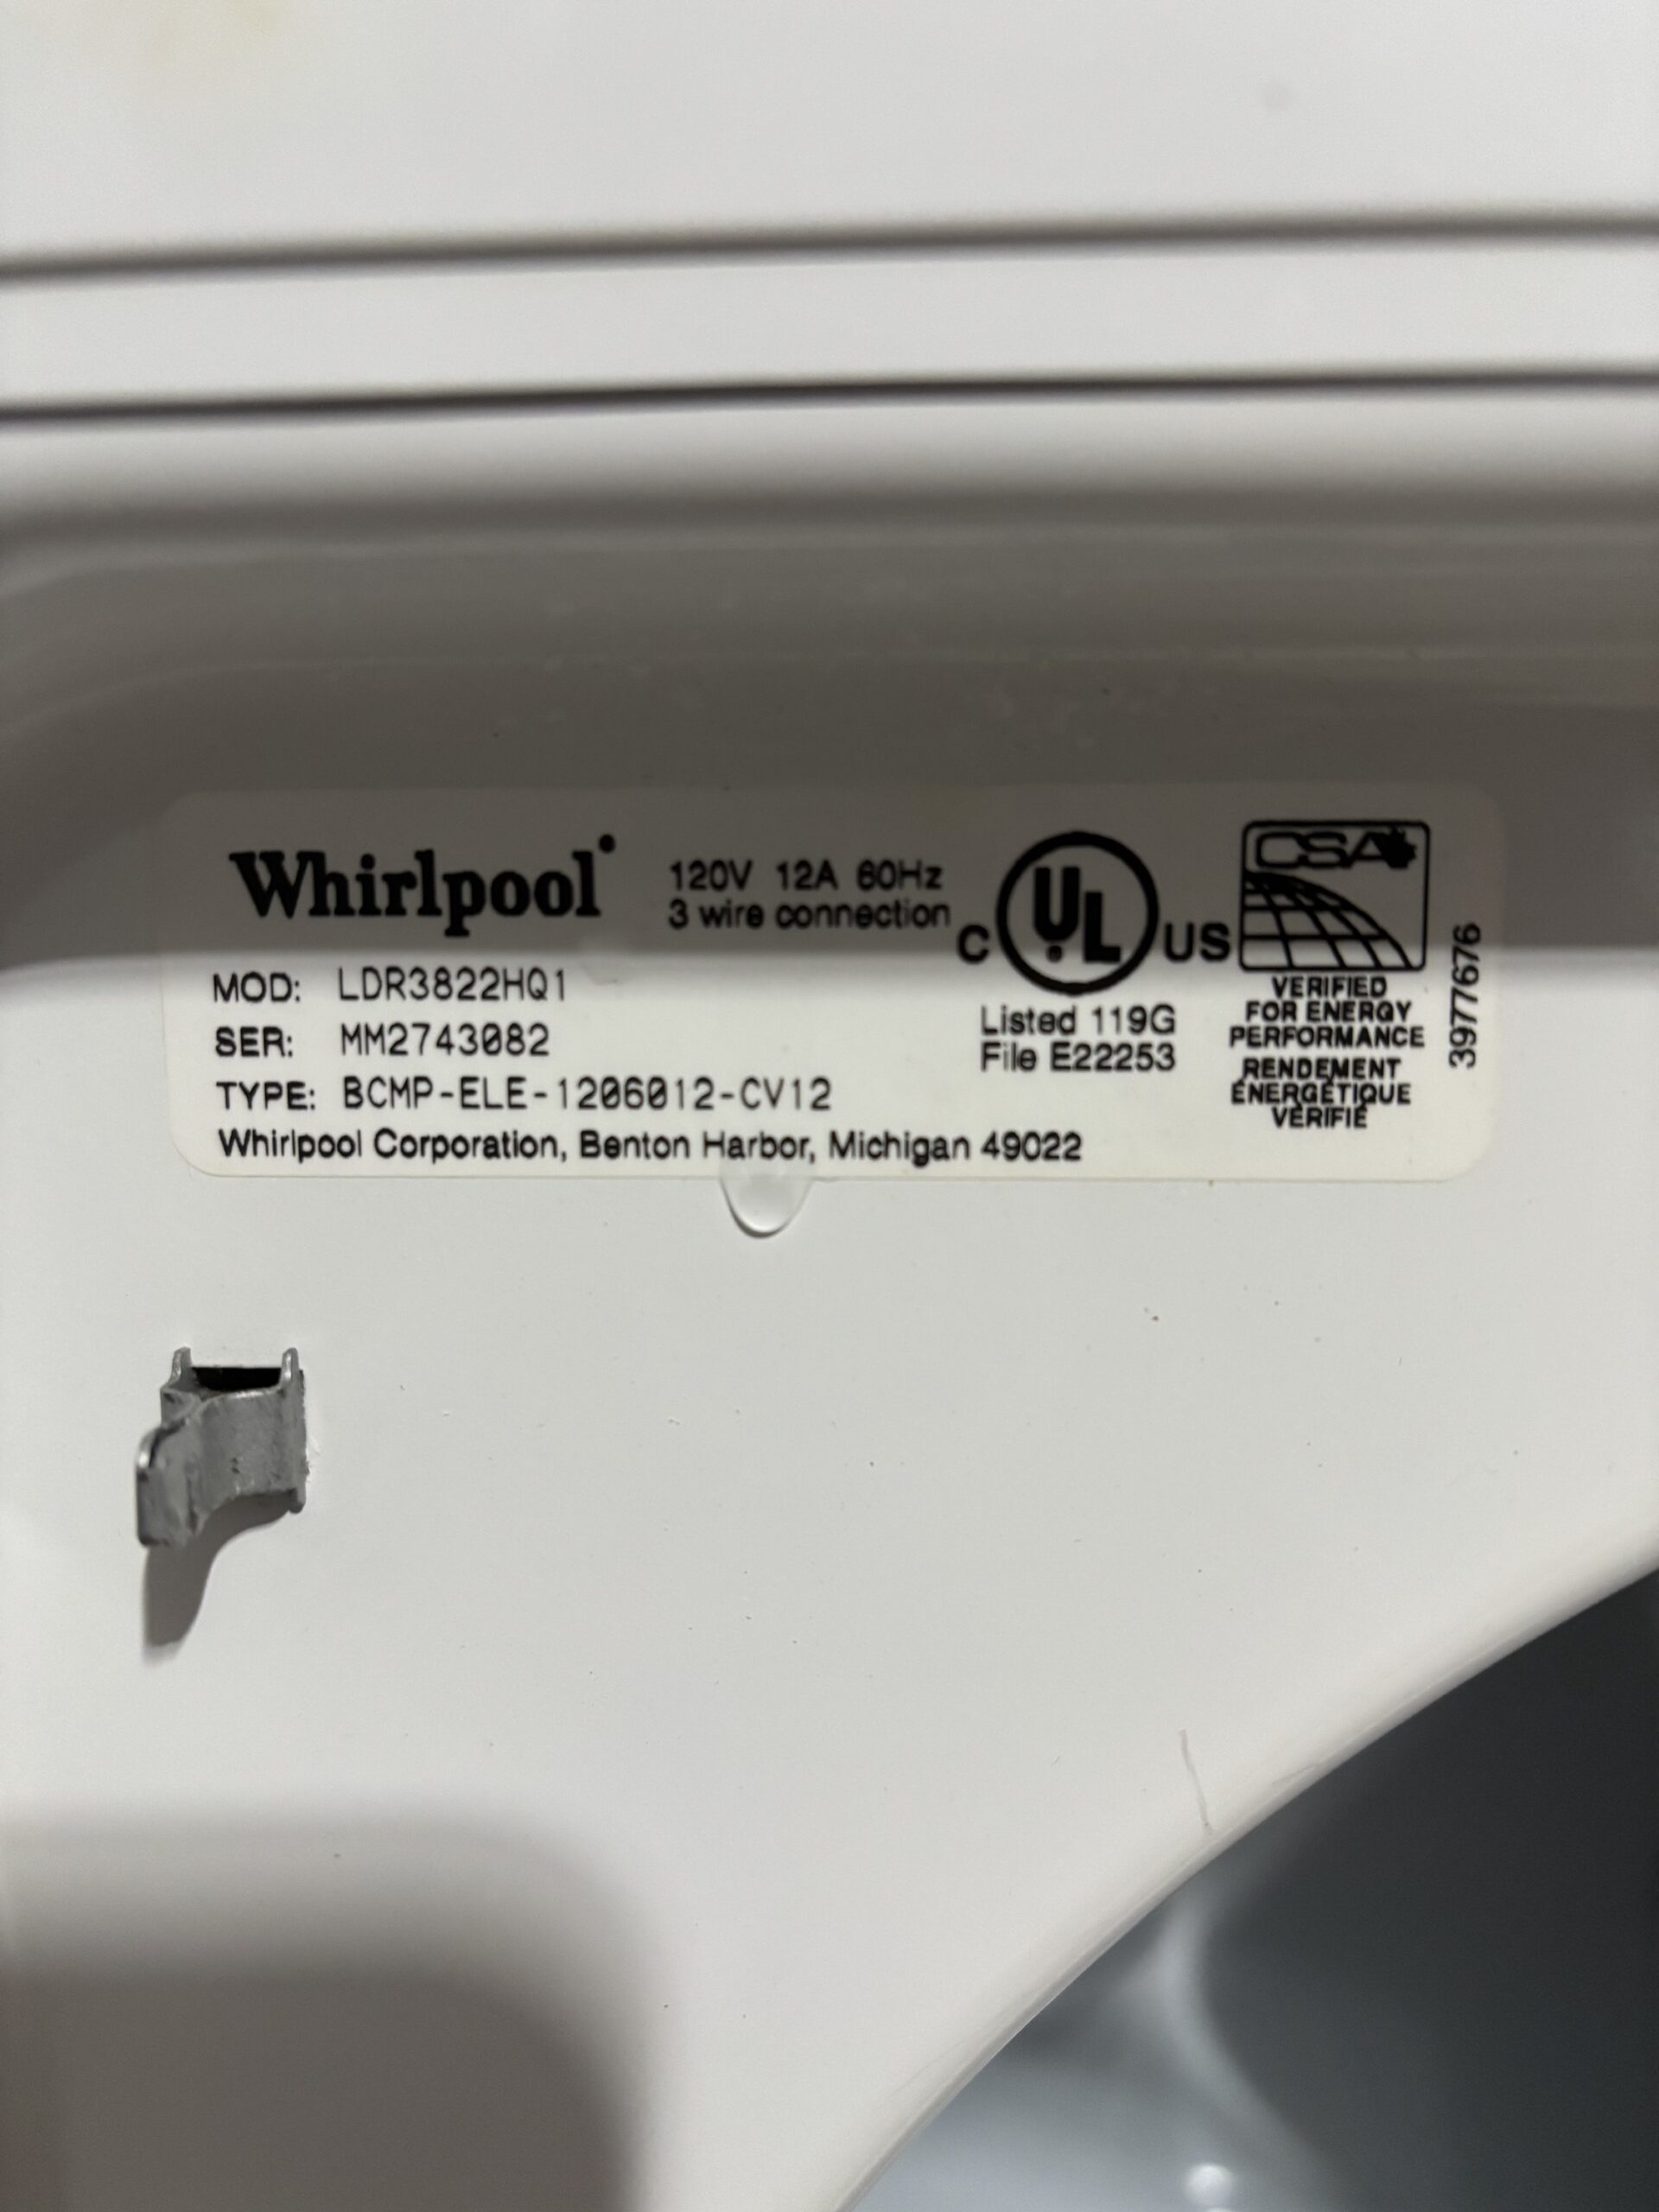 Whirlpool
120V 12A 60Hz
3 wire connection
MOD: LDR3822HQ1
SER: MM2743082
TYPE: BCMP-ELE-1206012-CV12
Whirlpool Corporation, Benton Harbor, Michigan 49022
C UL US
Listed 119G
File E22253
CSA
VERIFIED
FOR ENERGY
PERFORMANCE
RENDEMENT
ÉNERGÉTIQUE
VÉRIFIÉ
3977676